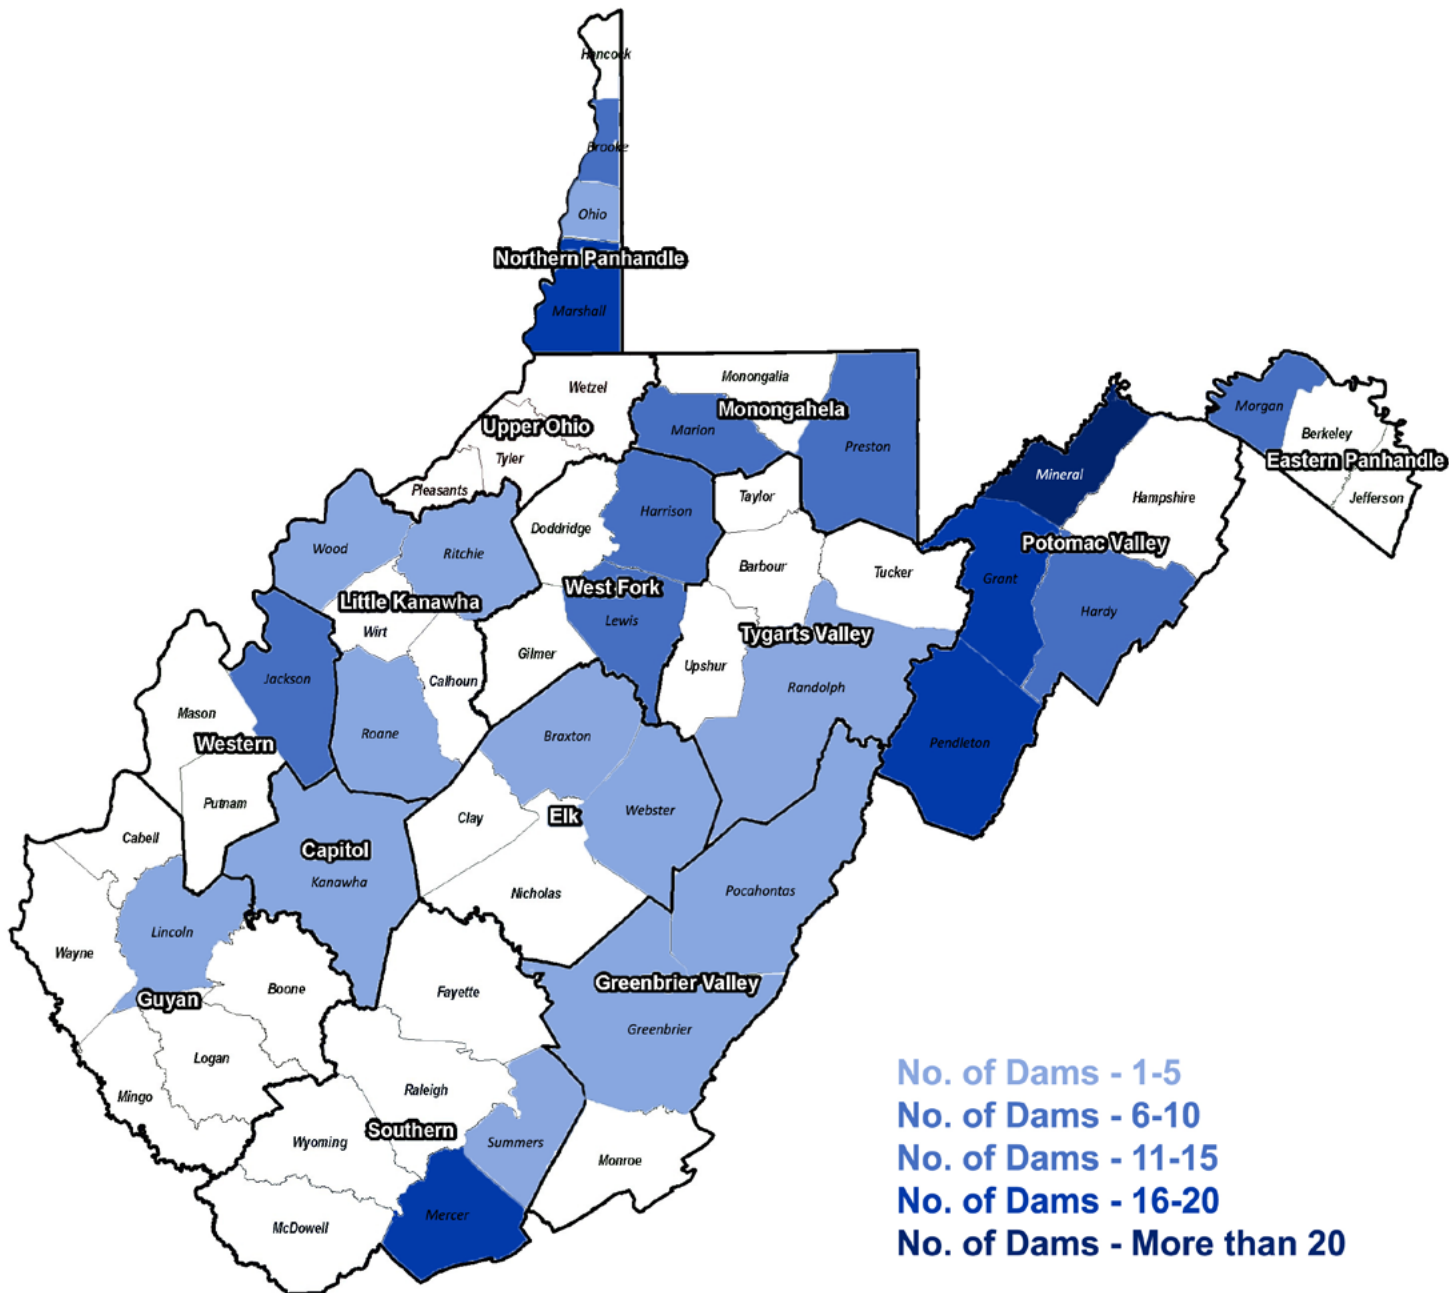 Hancock
Brooke
Ohio
Northern Panhandle
Marshall
Wetzel
Monongalia
Monongahela
Upper Ohio
Marion
Preston
Tyler
Pleasants
Morgan
Berkeley
Eastern Panhandle
Jefferson
Mineral
Hampshire
Taylor
Harrison
Doddridge
Wood
Ritchie
Potomac Valley
Barbour
Tucker
Grant
Hardy
West Fork
Little Kanawha
Lewis
Wirt
Tygarts Valley
Gilmer
Upshur
Calhoun
Jackson
Randolph
Mason
Roane
Braxton
Western
Pendleton
Putnam
Webster
Clay
Elk
Cabell
Capitol
Kanawha
Nicholas
Pocahontas
Lincoln
Wayne
Boone
Fayette
Greenbrier Valley
Guyan
Greenbrier
Logan
Raleigh
Mingo
Southern
Wyoming
Summers
Monroe
Mercer
McDowell
No. of Dams - 1-5
No. of Dams - 6-10
No. of Dams - 11-15
No. of Dams - 16-20
No. of Dams - More than 20